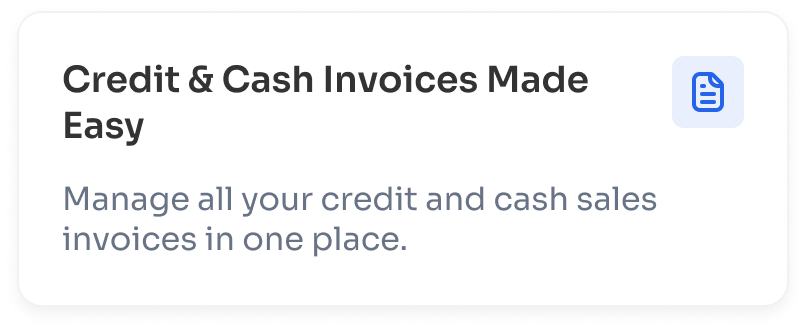 Credit & Cash Invoices Made
Easy
Manage all your credit and cash sales
invoices in one place.